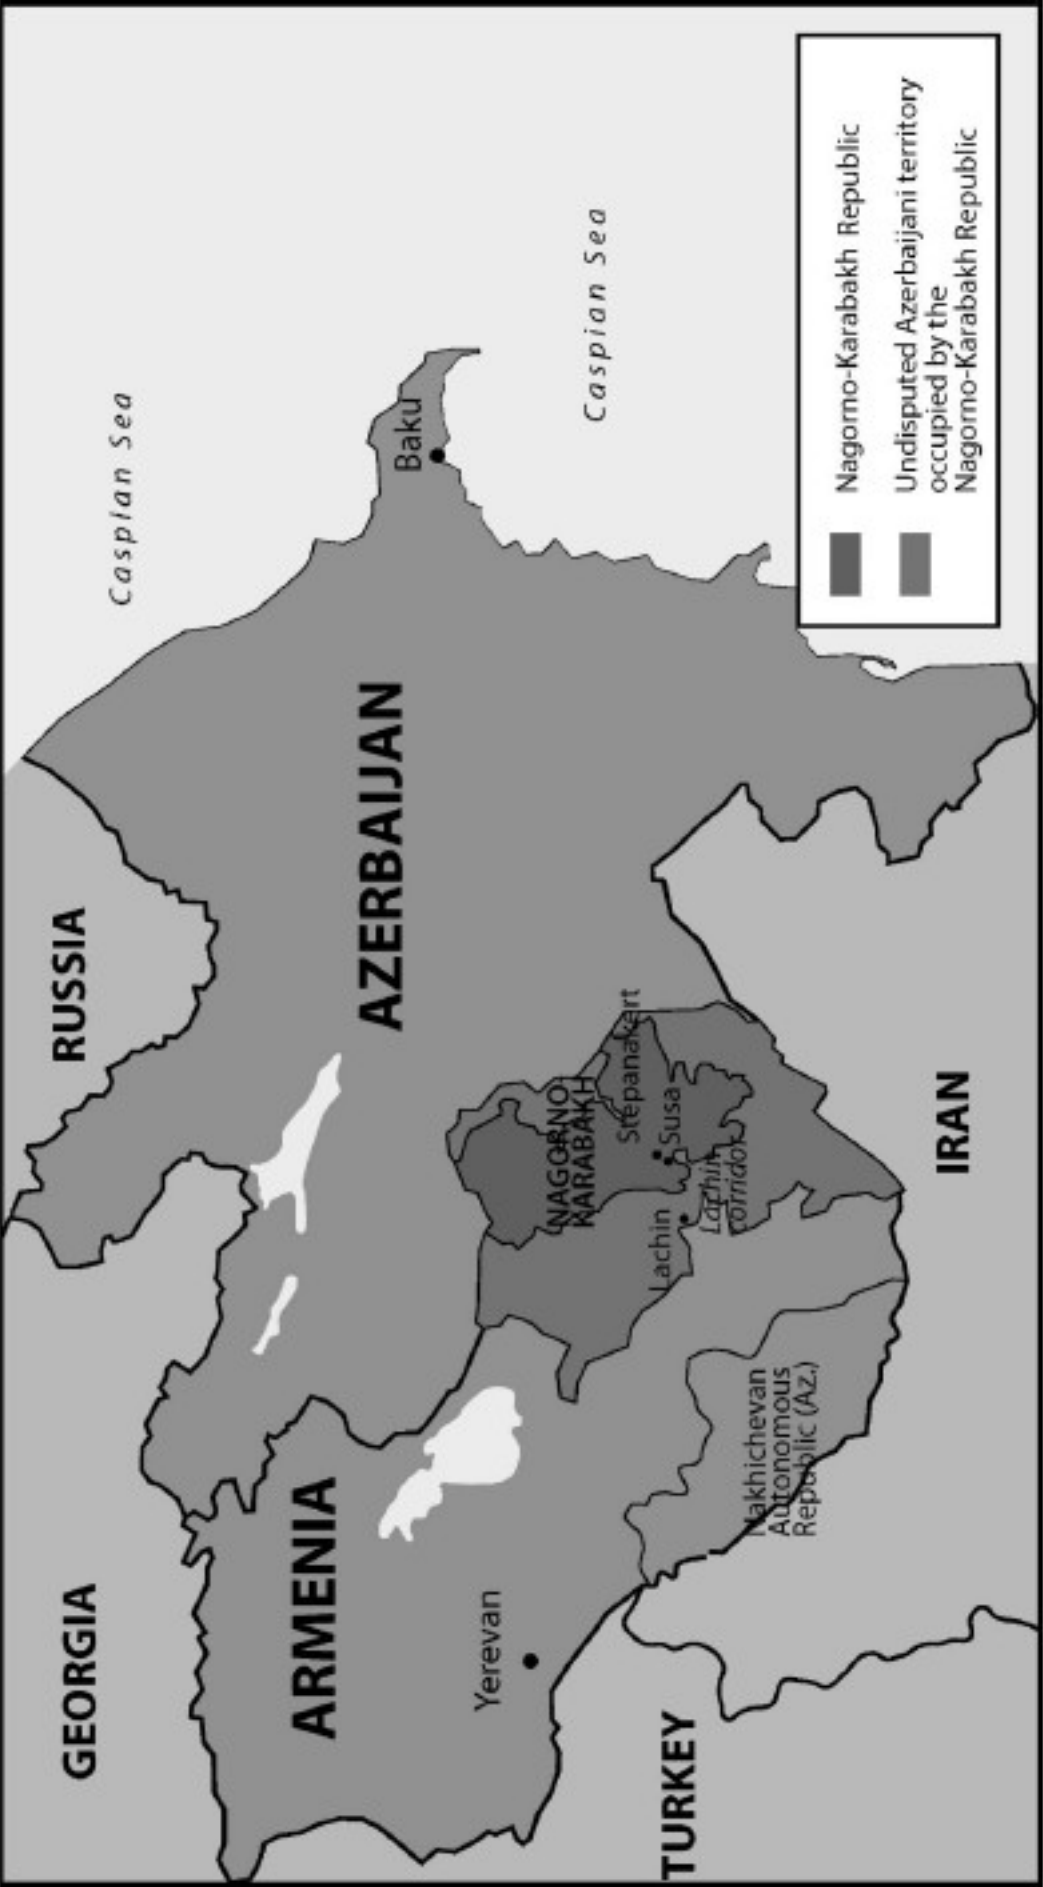 GEORGIA
RUSSIA
Caspian Sea
ARMENIA
AZERBAIJAN
Baku
Yerevan
NAGORNO-
KARABAKH
Caspian Sea
Stepanakert
Lachin
Susa
TURKEY
Lachin
corridor
Nakhichevan
Autonomous
Republic (Az.)
IRAN
Nagorno-Karabakh Republic
Undisputed Azerbaijani territory
occupied by the
Nagorno-Karabakh Republic